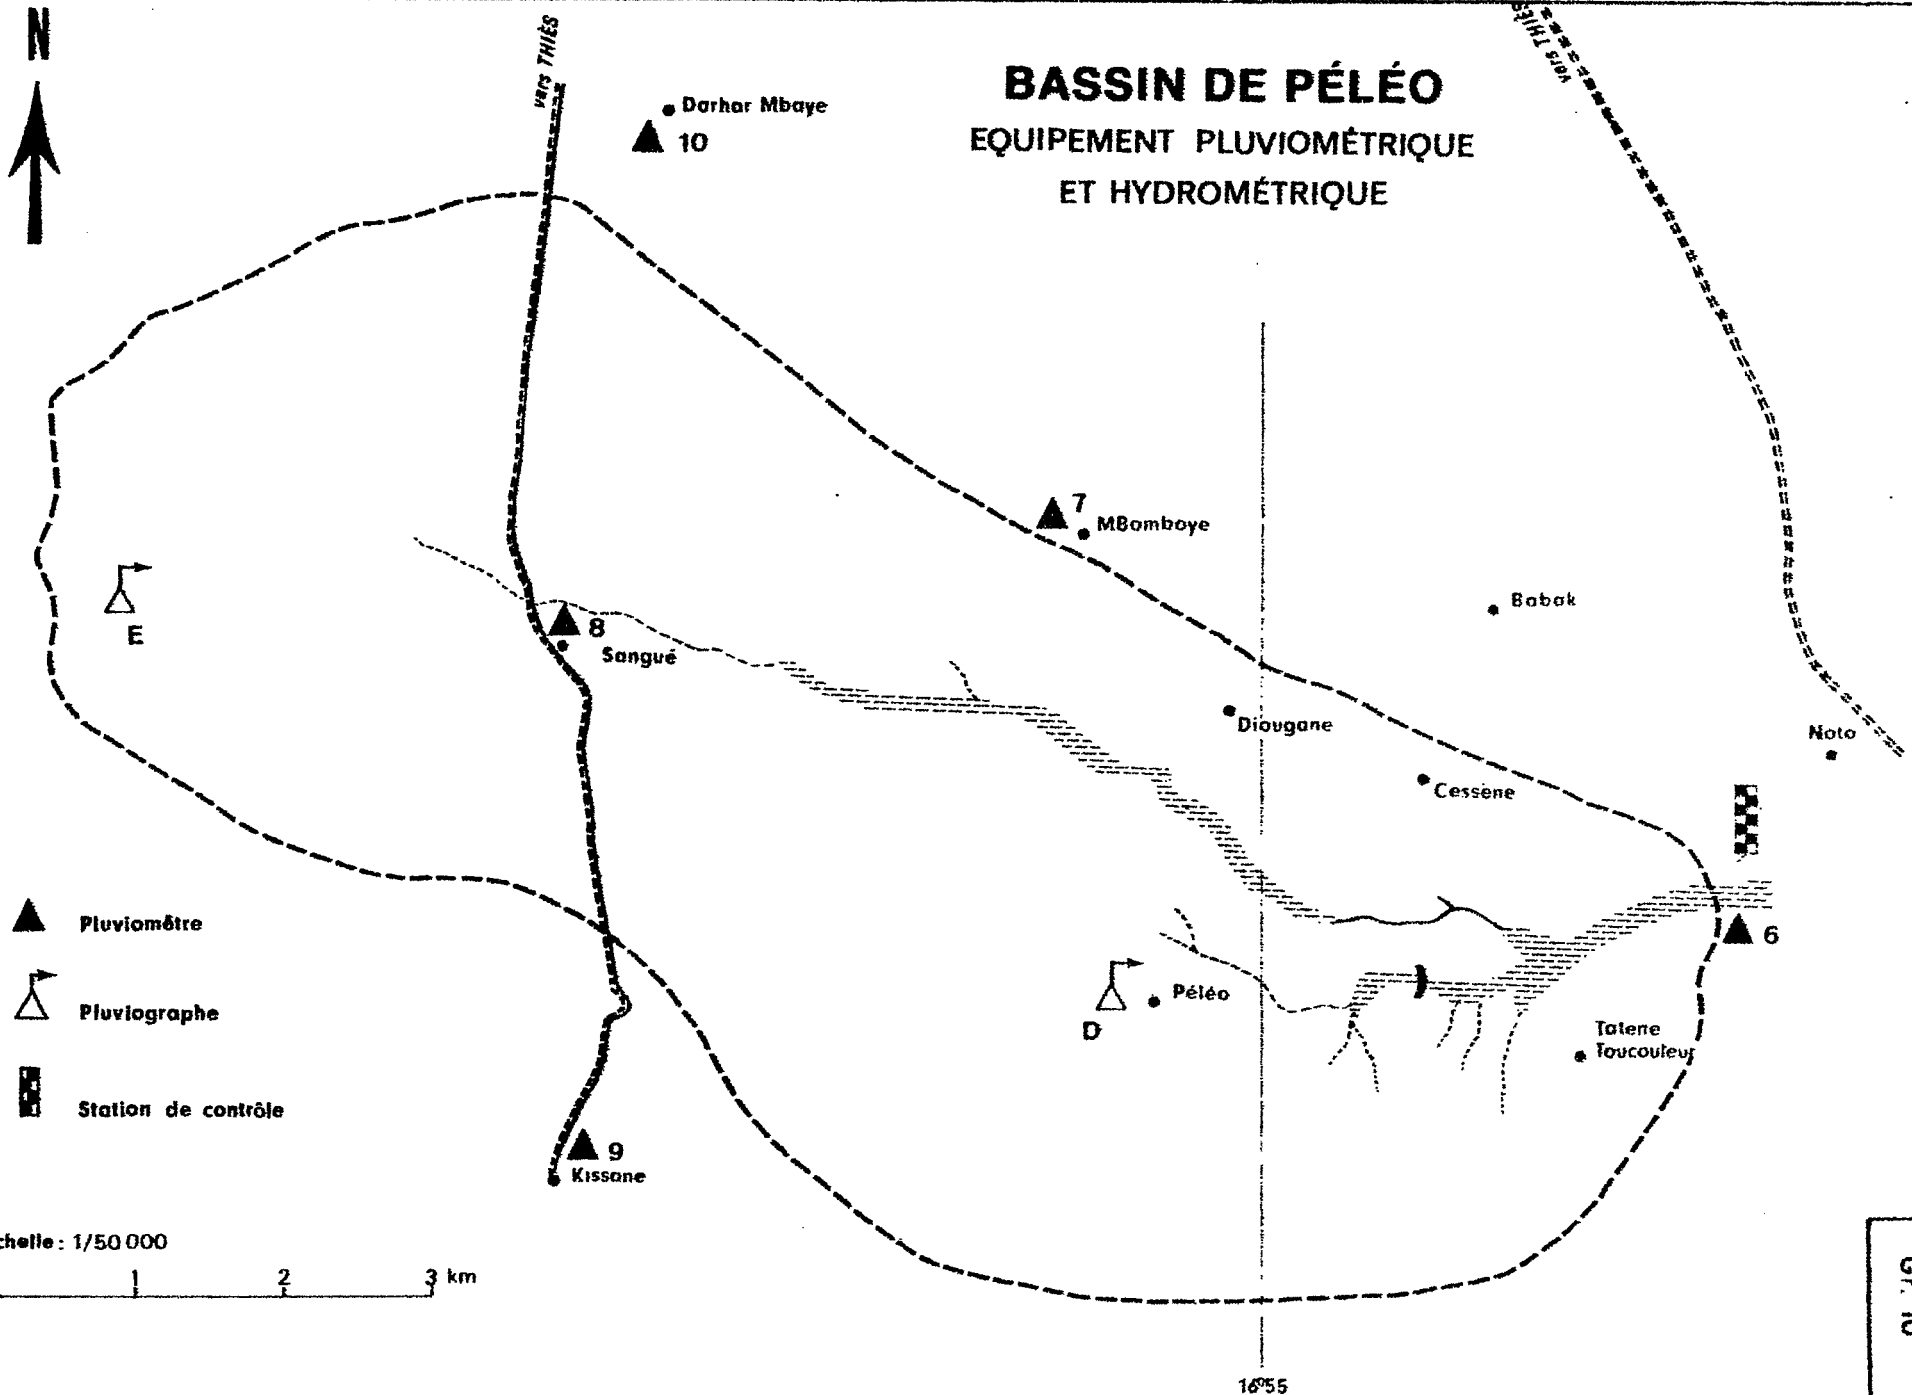 N
vers THIÈS
vers THIÈS
BASSIN DE PÉLÉO
EQUIPEMENT PLUVIOMÉTRIQUE
ET HYDROMÉTRIQUE
Darhar Mbaye
10
7
MBomboye
Babak
E
8
Sangué
Diougane
Noto
Cessène
Pluviomètre
6
Péléo
D
Pluviographe
Tatene
Toucouleur
Station de contrôle
9
Kissane
chelle : 1/50 000
1 2 3 km
16°55